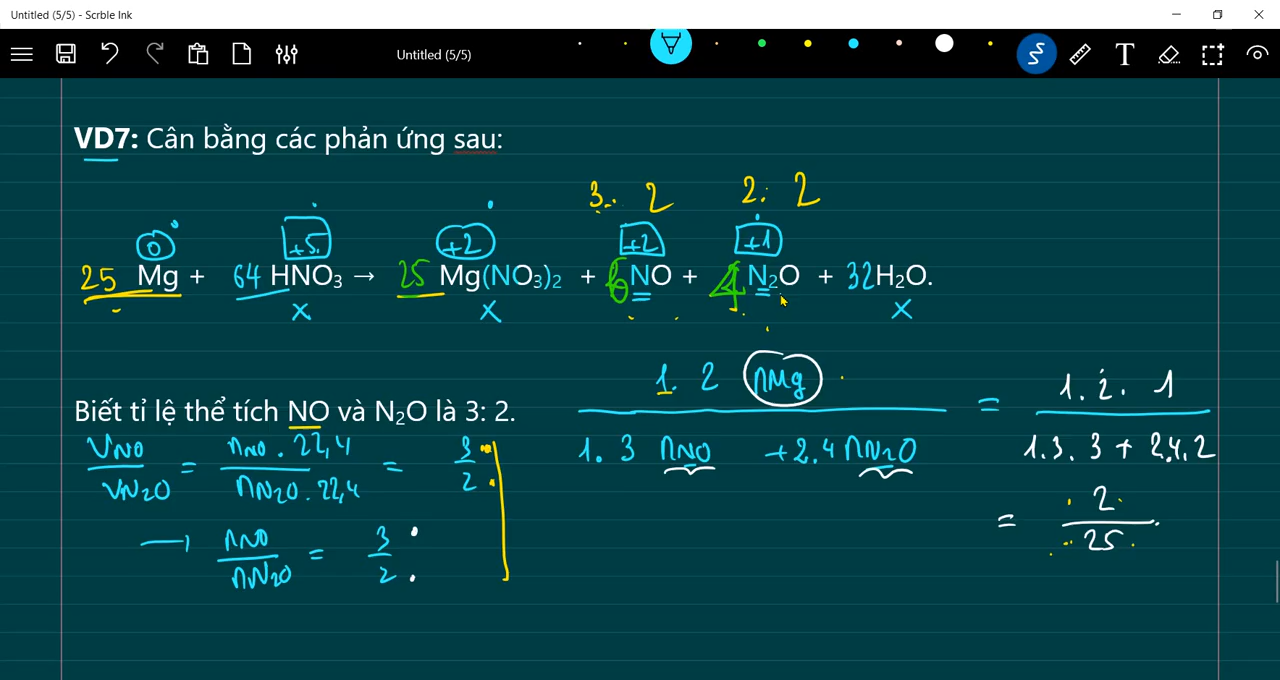 Untitled (5/5) - Scrble Ink
Untitled (5/5)
T
VD7: Cân bằng các phản ứng sau:
3. 2 2. 2
0 +5 +2 +2 +1
25 Mg + 64 HNO₃ → 25 Mg(NO₃)₂ + 6 NO + 4 N₂O + 32 H₂O.
x x x
1. 2 nMg = 1. 2. 1
Biết tỉ lệ thể tích NO và N₂O là 3: 2.
1. 3 nNO + 2.4 nN₂O 1.3. 3 + 2.4. 2
VNO / VN₂O = nNO . 22,4 / nN₂O . 22,4 = 3 / 2
= 2 / 25
→ nNO / nN₂O = 3 / 2